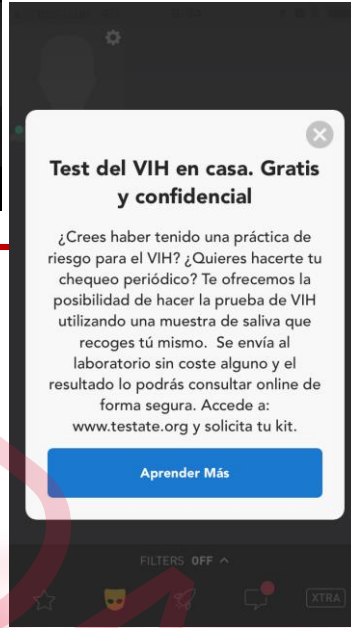 Test del VIH en casa. Gratis
y confidencial
¿Crees haber tenido una práctica de
riesgo para el VIH? ¿Quieres hacerte tu
chequeo periódico? Te ofrecemos la
posibilidad de hacer la prueba de VIH
utilizando una muestra de saliva que
recoges tú mismo. Se envía al
laboratorio sin coste alguno y el
resultado lo podrás consultar online de
forma segura. Accede a:
www.testate.org y solicita tu kit.
Aprender Más
FILTERS OFF
XTRA